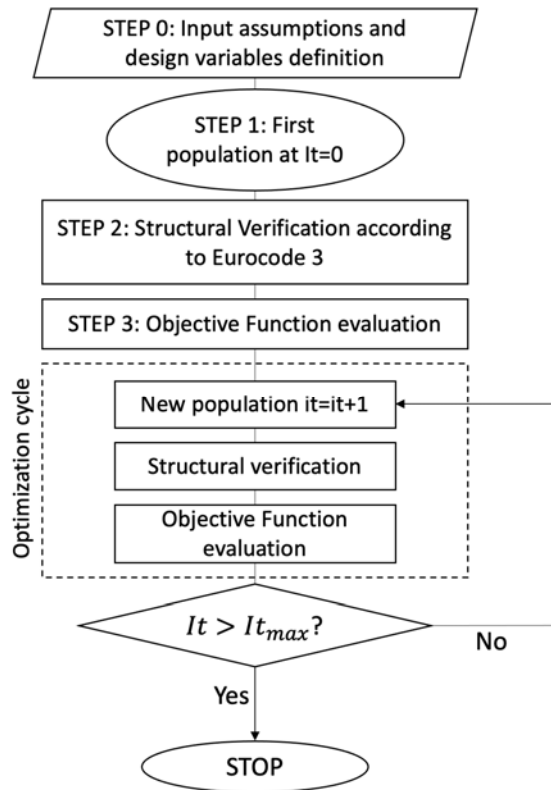 STEP 0: Input assumptions and
design variables definition
STEP 1: First
population at It=0
STEP 2: Structural Verification according
to Eurocode 3
STEP 3: Objective Function evaluation
Optimization cycle
New population it=it+1
Structural verification
Objective Function
evaluation
It > It_max?
No
Yes
STOP